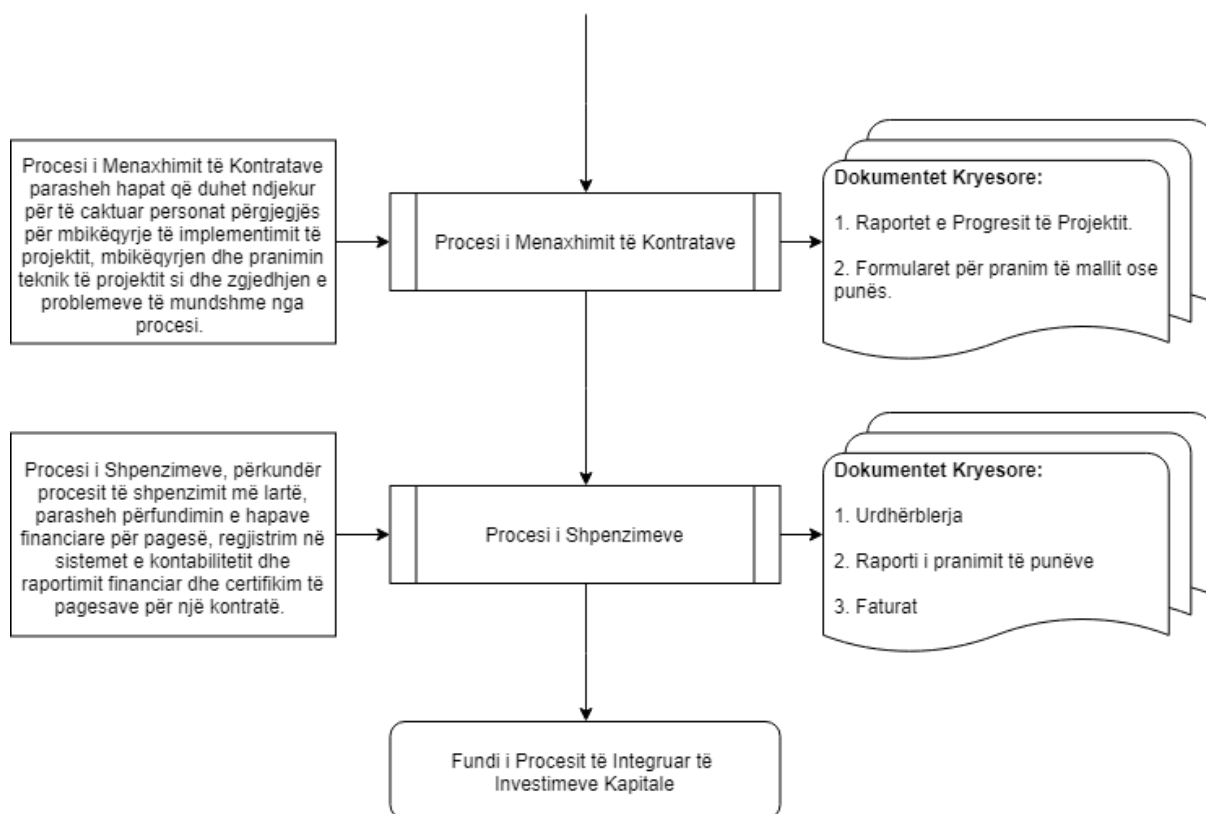 Procesi i Menaxhimit të Kontratave
parasheh hapat që duhet ndjekur
për të caktuar personat përgjegjës
për mbikëqyrje të implementimit të
projektit, mbikëqyrjen dhe pranimin
teknik të projektit si dhe zgjedhjen e
problemeve të mundshme nga
procesi.
Procesi i Menaxhimit të Kontratave
Dokumentet Kryesore:
1. Raportet e Progresit të Projektit.
2. Formularet për pranim të mallit ose
punës.
Procesi i Shpenzimeve, përkundër
procesit të shpenzimit më lartë,
parasheh përfundimin e hapave
financiare për pagesë, regjistrim në
sistemet e kontabilitetit dhe
raportimit financiar dhe certifikim të
pagesave për një kontratë.
Procesi i Shpenzimeve
Dokumentet Kryesore:
1. Urdhërblerja
2. Raporti i pranimit të punëve
3. Faturat
Fundi i Procesit të Integruar të
Investimeve Kapitale